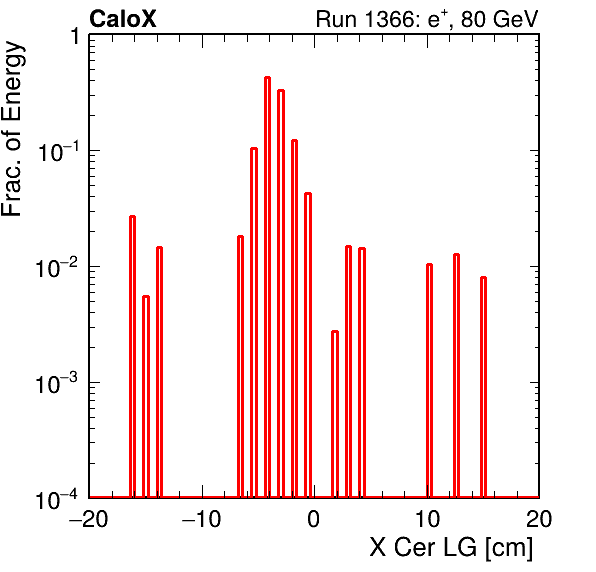 CaloX Run 1366: e⁺, 80 GeV
Frac. of Energy
1
10⁻¹
10⁻²
10⁻³
10⁻⁴
−20 −10 0 10 20
X Cer LG [cm]